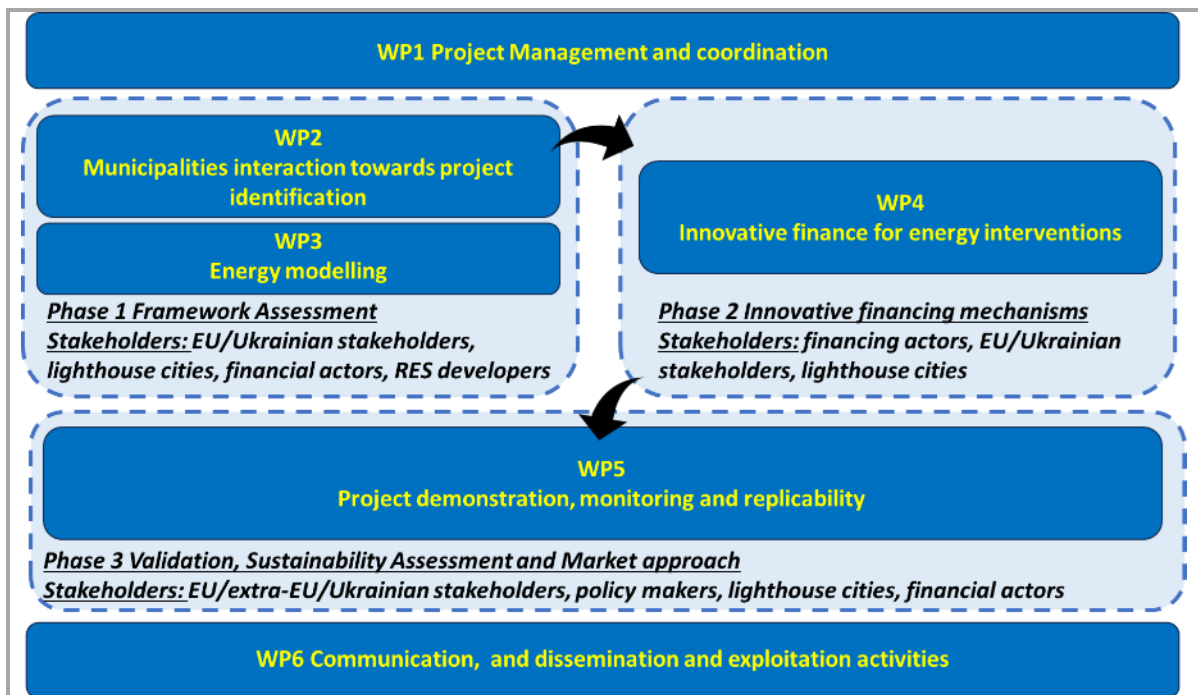 WP1 Project Management and coordination
WP2
Municipalities interaction towards project
identification
WP3
Energy modelling
Phase 1 Framework Assessment
Stakeholders: EU/Ukrainian stakeholders,
lighthouse cities, financial actors, RES developers
WP4
Innovative finance for energy interventions
Phase 2 Innovative financing mechanisms
Stakeholders: financing actors, EU/Ukrainian
stakeholders, lighthouse cities
WP5
Project demonstration, monitoring and replicability
Phase 3 Validation, Sustainability Assessment and Market approach
Stakeholders: EU/extra-EU/Ukrainian stakeholders, policy makers, lighthouse cities, financial actors
WP6 Communication, and dissemination and exploitation activities